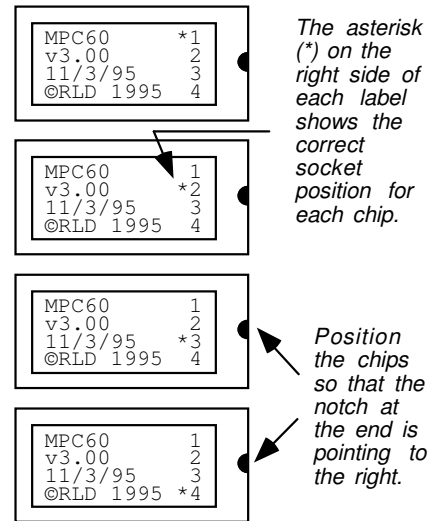 MPC60 *1
v3.00 2
11/3/95 3
©RLD 1995 4
The asterisk
(*) on the
right side of
each label
shows the
correct
socket
position for
each chip.
MPC60 1
v3.00 *2
11/3/95 3
©RLD 1995 4
MPC60 1
v3.00 2
11/3/95 *3
©RLD 1995 4
Position
the chips
so that the
notch at
the end is
pointing to
the right.
MPC60 1
v3.00 2
11/3/95 3
©RLD 1995 *4